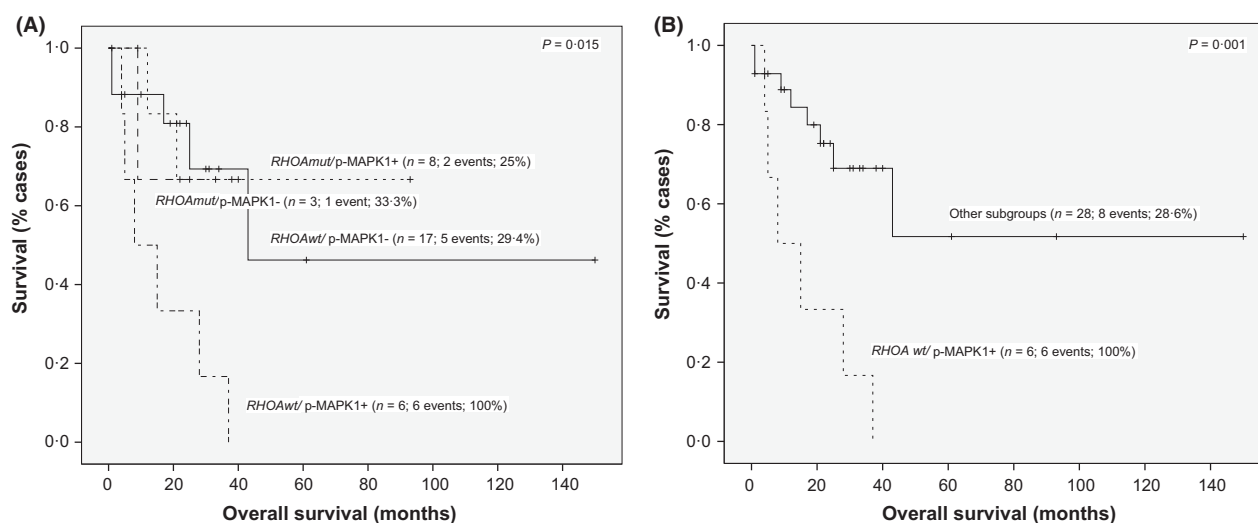 (A)
P = 0·015
1·0
0·8
0·6
0·4
0·2
0·0
Survival (% cases)
RHOAmut/p-MAPK1+ (n = 8; 2 events; 25%)
RHOAmut/p-MAPK1- (n = 3; 1 event; 33·3%)
RHOAwt/ p-MAPK1- (n = 17; 5 events; 29·4%)
RHOAwt/ p-MAPK1+ (n = 6; 6 events; 100%)
0 20 40 60 80 100 120 140
Overall survival (months)
(B)
P = 0·001
1·0
0·8
0·6
0·4
0·2
0·0
Survival (% cases)
Other subgroups (n = 28; 8 events; 28·6%)
RHOA wt/ p-MAPK1+ (n = 6; 6 events; 100%)
0 20 40 60 80 100 120 140
Overall survival (months)